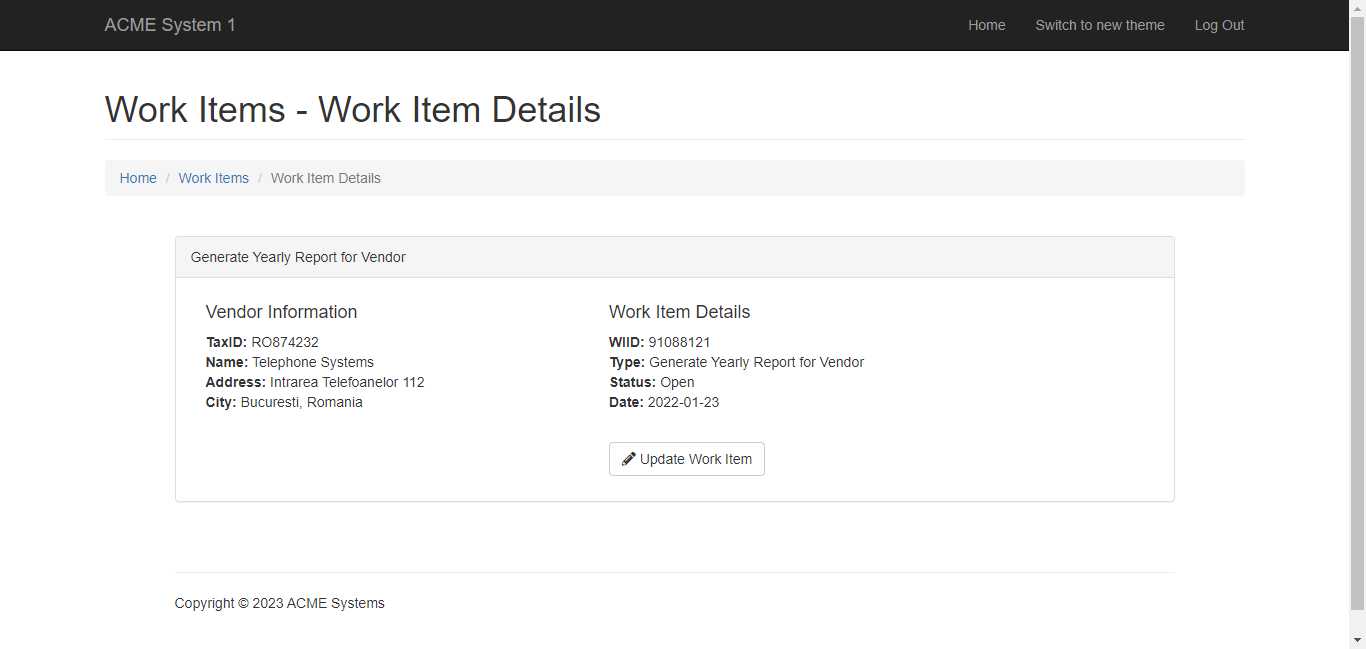 ACME System 1 Home Switch to new theme Log Out
Work Items - Work Item Details
Home / Work Items / Work Item Details
Generate Yearly Report for Vendor
Vendor Information
TaxID: RO874232
Name: Telephone Systems
Address: Intrarea Telefoanelor 112
City: Bucuresti, Romania
Work Item Details
WIID: 91088121
Type: Generate Yearly Report for Vendor
Status: Open
Date: 2022-01-23
Update Work Item
Copyright © 2023 ACME Systems